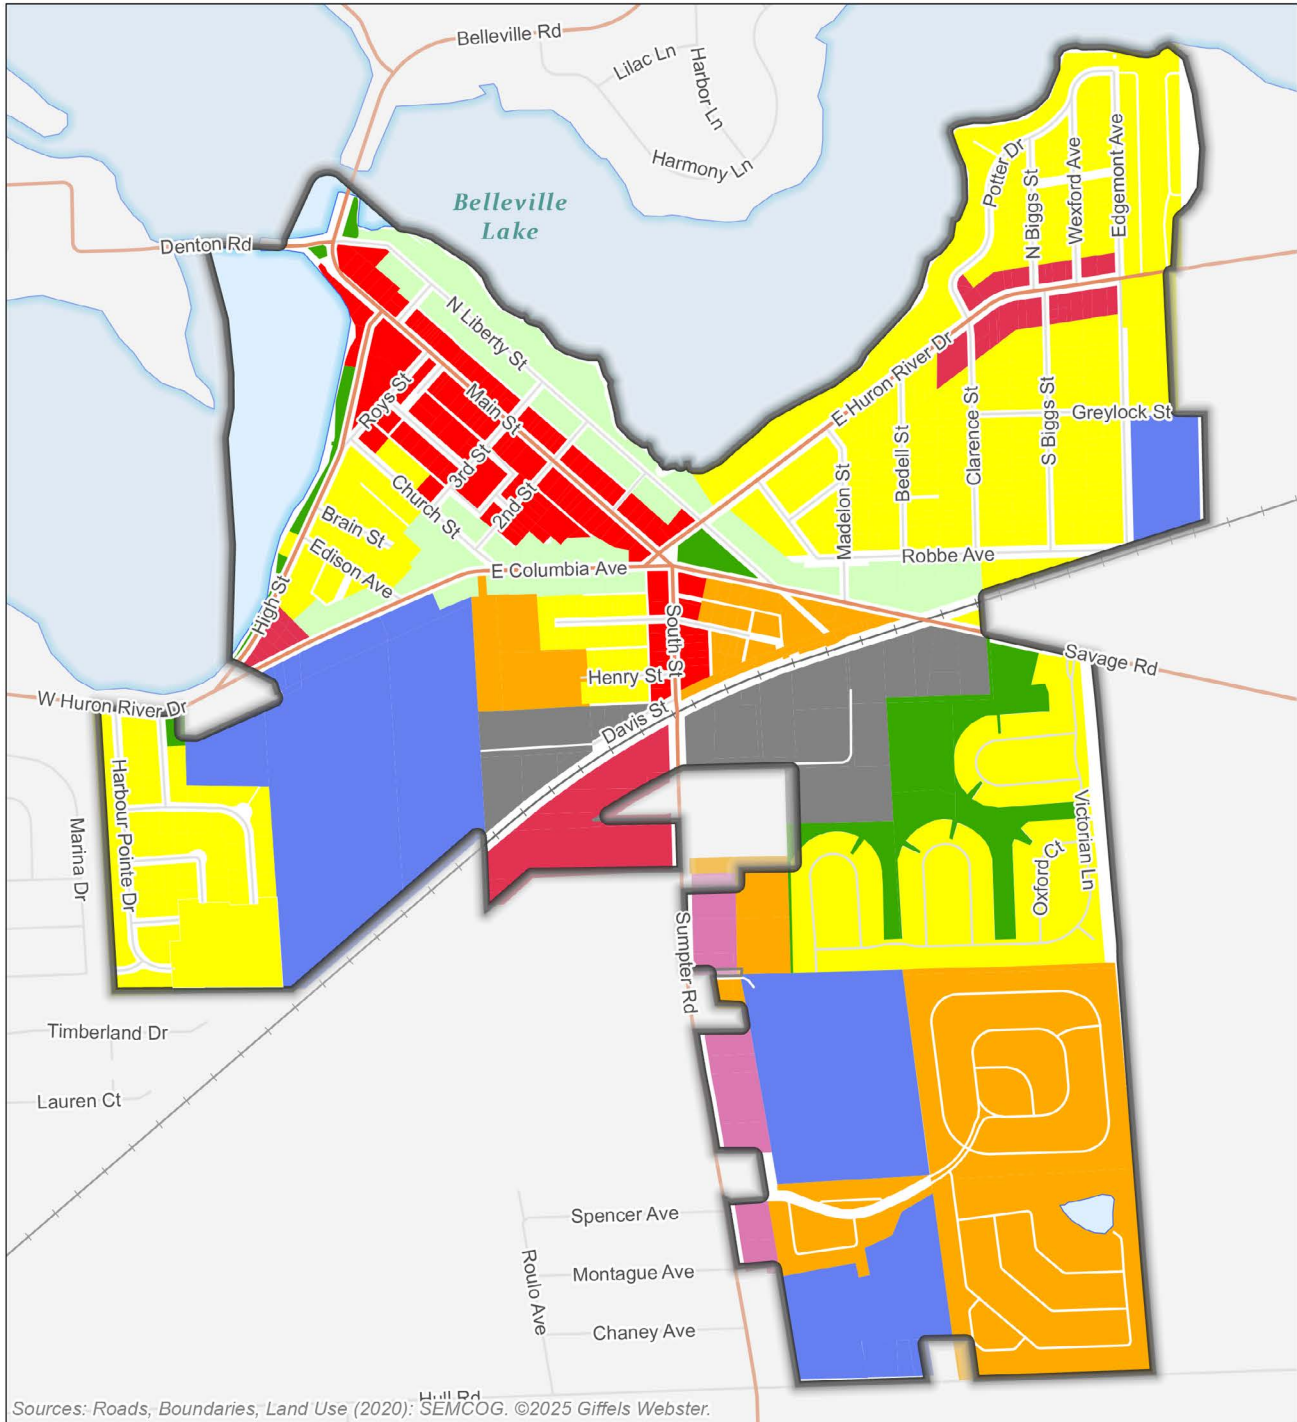 Belleville Rd
Lilac Ln
Harbor Ln
Harmony Ln
Belleville
Lake
Denton Rd
Potter Dr
N Biggs St
Wexford Ave
Edgemont Ave
N Liberty St
Main St
Roys St
3rd St
2nd St
Church St
Brain St
Edison Ave
High St
E Columbia Ave
E Huron River Dr
Greylock St
Clarence St
S Biggs St
Bedell St
Madelon St
Robbe Ave
South St
Henry St
Davis St
Savage Rd
W Huron River Dr
Harbour Pointe Dr
Marina Dr
Victorian Ln
Oxford Ct
Sumpter Rd
Timberland Dr
Lauren Ct
Spencer Ave
Roulo Ave
Montague Ave
Chaney Ave
Hull Rd
Sources: Roads, Boundaries, Land Use (2020): SEMCOG. ©2025 Giffels Webster.